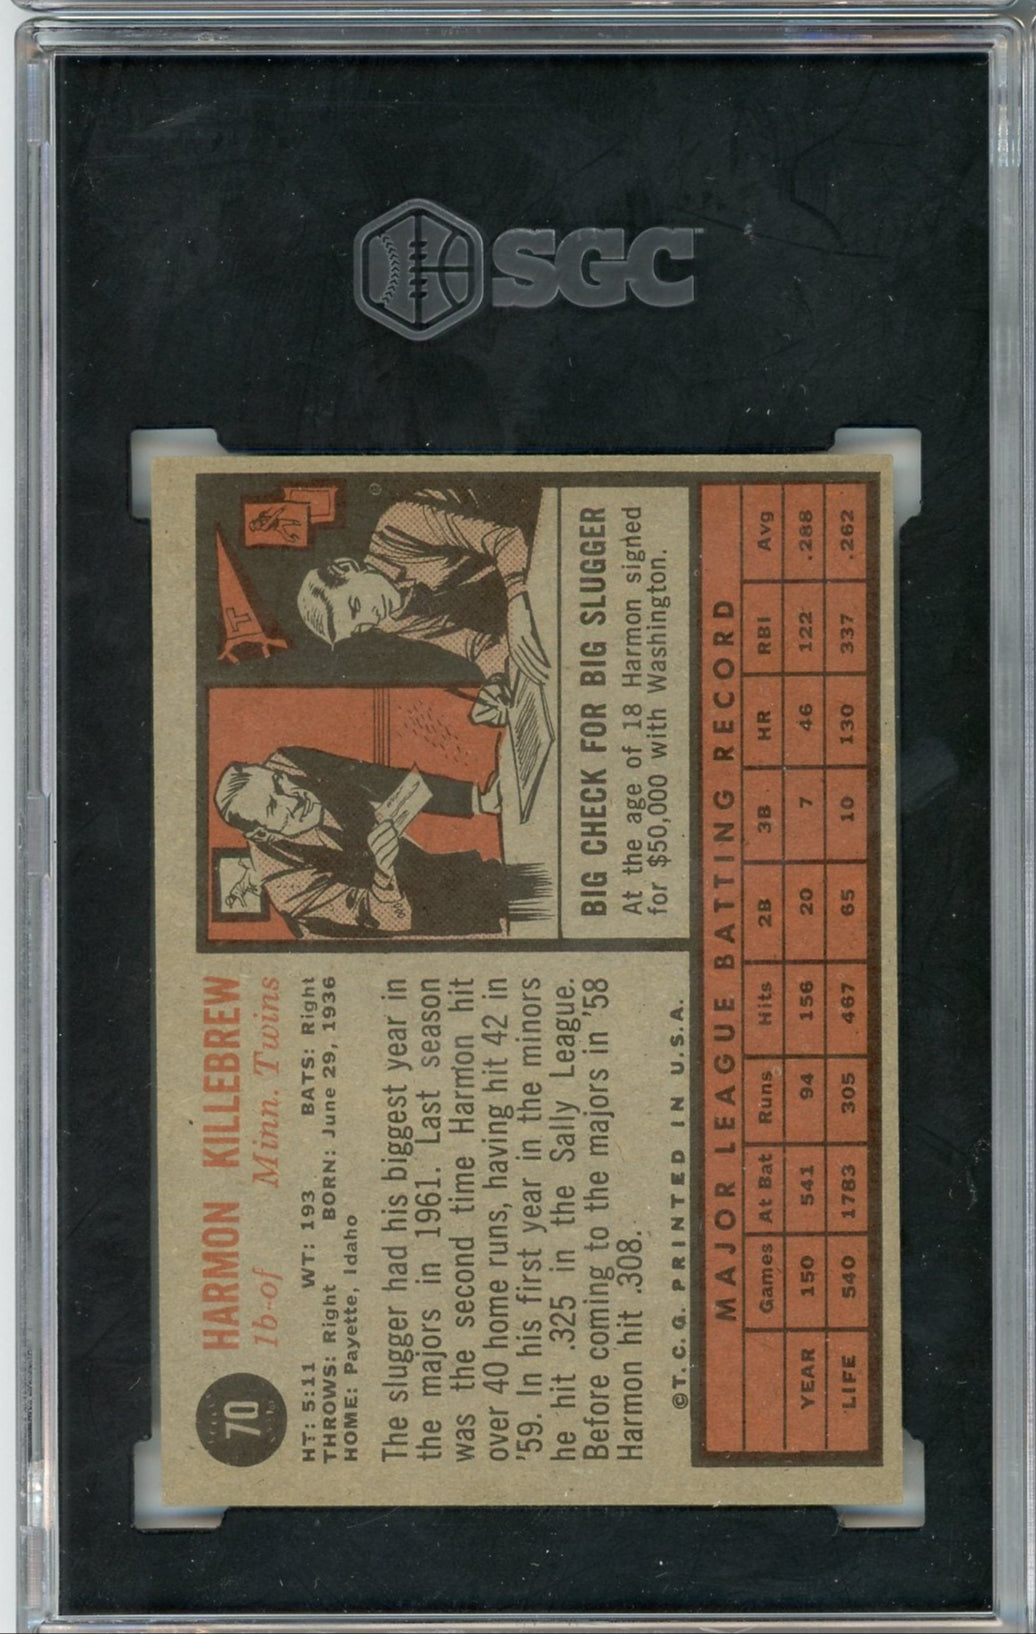 SGC
70
HARMON KILLEBREW
1b-of Minn. Twins
HT: 5:11 WT: 193 BATS: Right
THROWS: Right BORN: June 29, 1936
HOME: Payette, Idaho
The slugger had his biggest year in
the majors in 1961. Last season
was the second time Harmon hit
over 40 home runs, having hit 42 in
'59. In his first year in the minors
he hit .325 in the Sally League.
Before coming to the majors in '58
Harmon hit .308.
©T. C. G. PRINTED IN U.S.A.
T
BIG CHECK FOR BIG SLUGGER
At the age of 18 Harmon signed
for $50,000 with Washington.
MAJOR LEAGUE BATTING RECORD
Games At Bat Runs Hits 2B 3B HR RBI Avg
YEAR 150 541 94 156 20 7 46 122 .288
LIFE 540 1783 305 467 65 10 130 337 .262